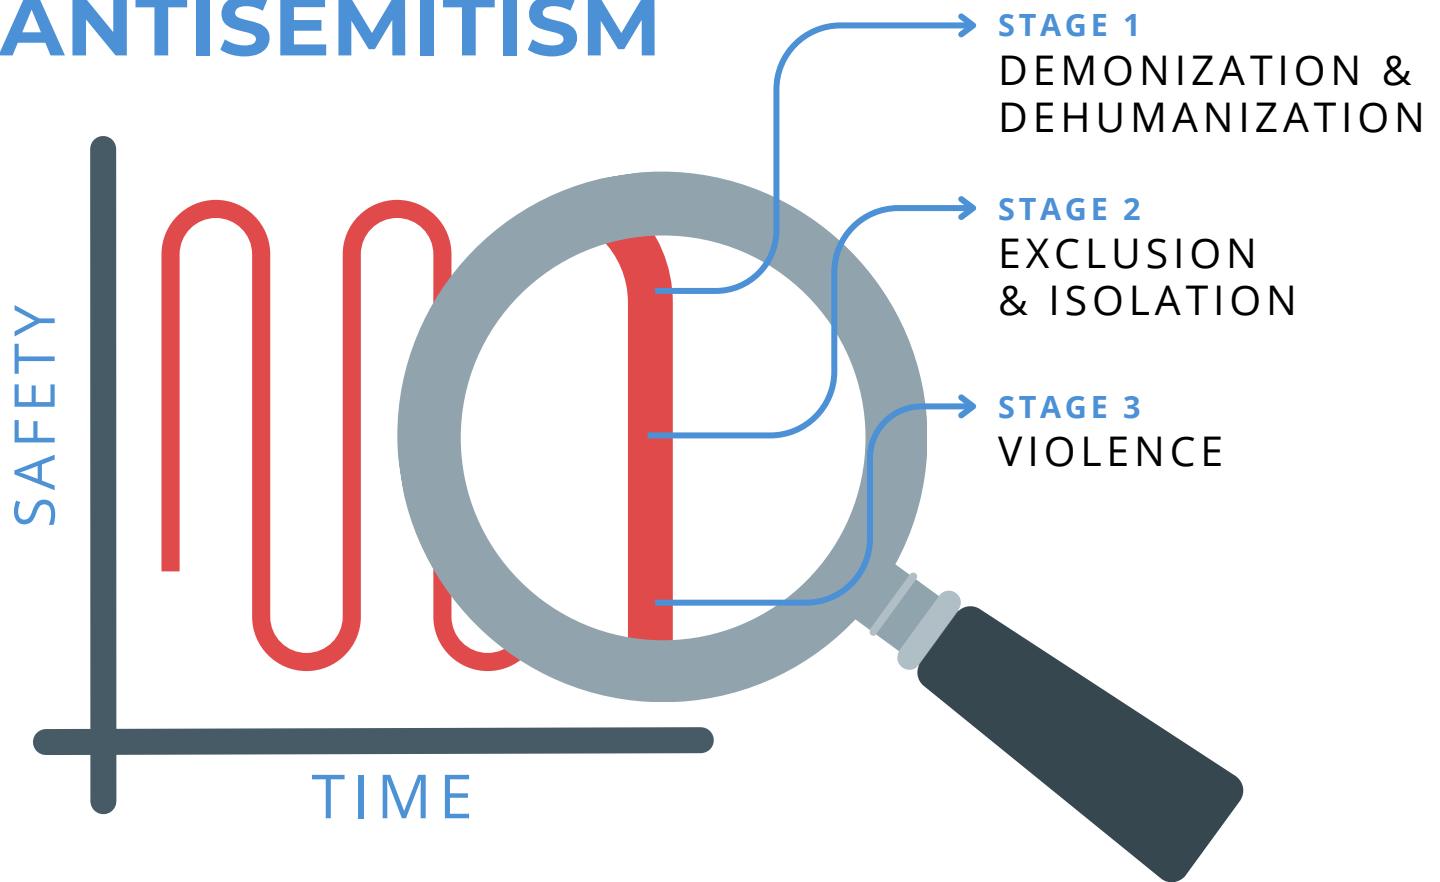 ANTISEMITISM
STAGE 1
DEMONIZATION &
DEHUMANIZATION
STAGE 2
EXCLUSION
& ISOLATION
STAGE 3
VIOLENCE
SAFETY
TIME